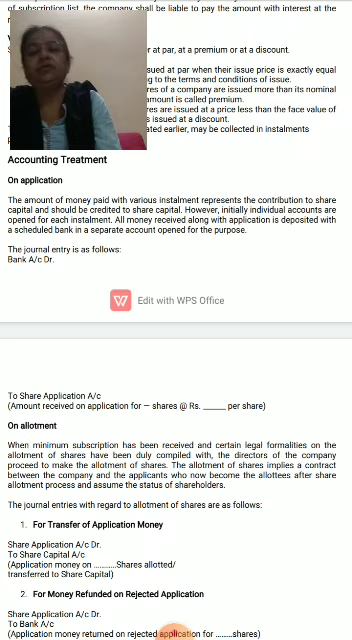 of subscription list, the company shall be liable to pay the amount with interest at the
r at par, at a premium or at a discount.
sued at par when their issue price is exactly equal
g to the terms and conditions of issue.
res of a company are issued more than its nominal
amount is called premium.
res are issued at a price less than the face value of
s issued at a discount.
ated earlier, may be collected in instalments
Accounting Treatment
On application
The amount of money paid with various instalment represents the contribution to share
capital and should be credited to share capital. However, initially individual accounts are
opened for each instalment. All money received along with application is deposited with
a scheduled bank in a separate account opened for the purpose.
The journal entry is as follows:
Bank A/c Dr.
Edit with WPS Office
To Share Application A/c
(Amount received on application for — shares @ Rs. ______ per share)
On allotment
When minimum subscription has been received and certain legal formalities on the
allotment of shares have been duly compiled with, the directors of the company
proceed to make the allotment of shares. The allotment of shares implies a contract
between the company and the applicants who now become the allottees after share
allotment process and assume the status of shareholders.
The journal entries with regard to allotment of shares are as follows:
1. For Transfer of Application Money
Share Application A/c Dr.
To Share Capital A/c
(Application money on ..........Shares allotted/
transferred to Share Capital)
2. For Money Refunded on Rejected Application
Share Application A/c Dr.
To Bank A/c
(Application money returned on rejected application for ........shares)